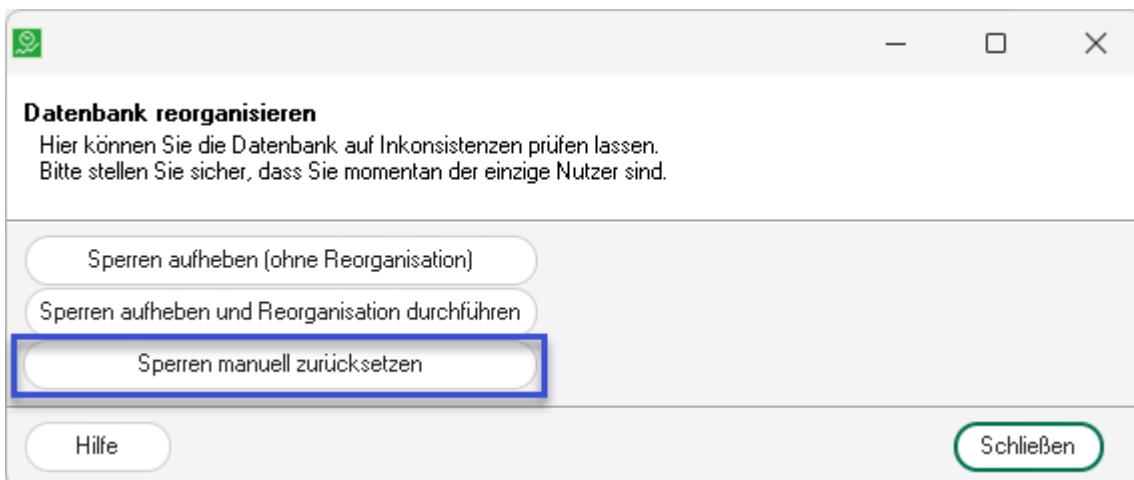 Datenbank reorganisieren
Hier können Sie die Datenbank auf Inkonsistenzen prüfen lassen.
Bitte stellen Sie sicher, dass Sie momentan der einzige Nutzer sind.
Sperren aufheben (ohne Reorganisation)
Sperren aufheben und Reorganisation durchführen
Sperren manuell zurücksetzen
Hilfe
Schließen